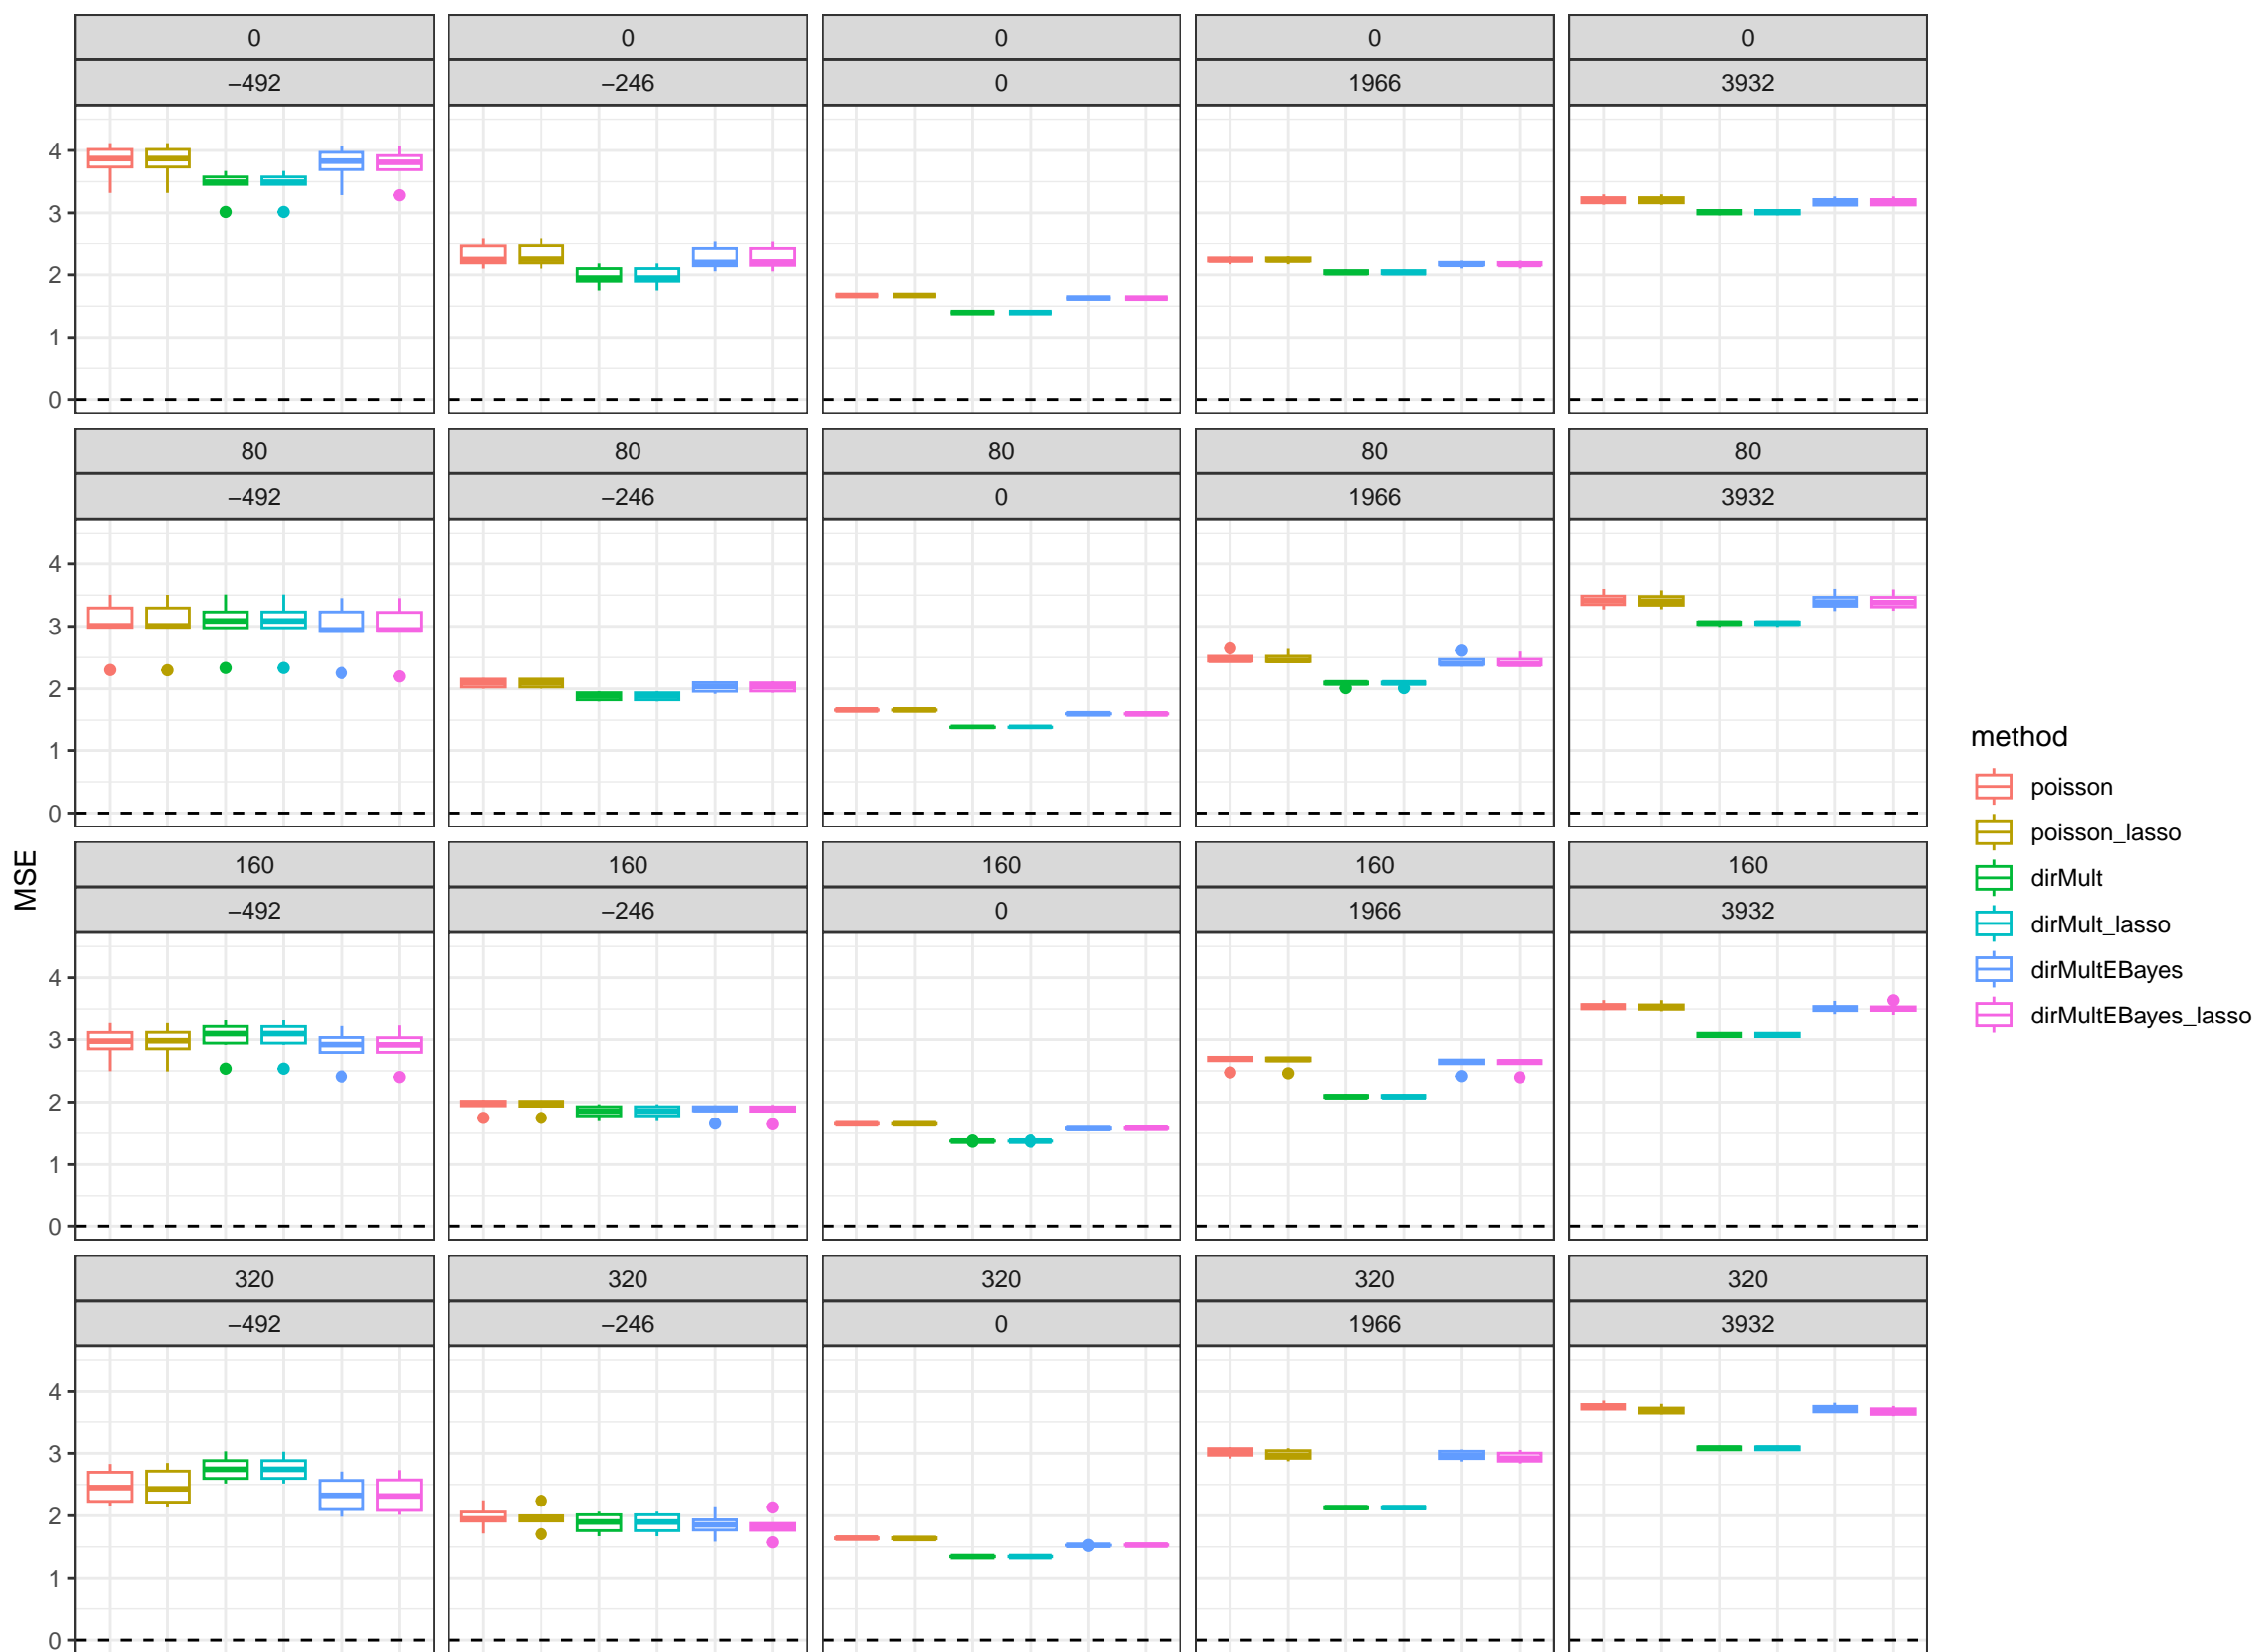 0 0 0 0 0
−492 −246 0 1966 3932
4
3
2
1
0
80 80 80 80 80
−492 −246 0 1966 3932
4
3
2
1
0
160 160 160 160 160
−492 −246 0 1966 3932
4
3
2
1
0
320 320 320 320 320
−492 −246 0 1966 3932
4
3
2
1
0
MSE
method
poisson
poisson_lasso
dirMult
dirMult_lasso
dirMultEBayes
dirMultEBayes_lasso